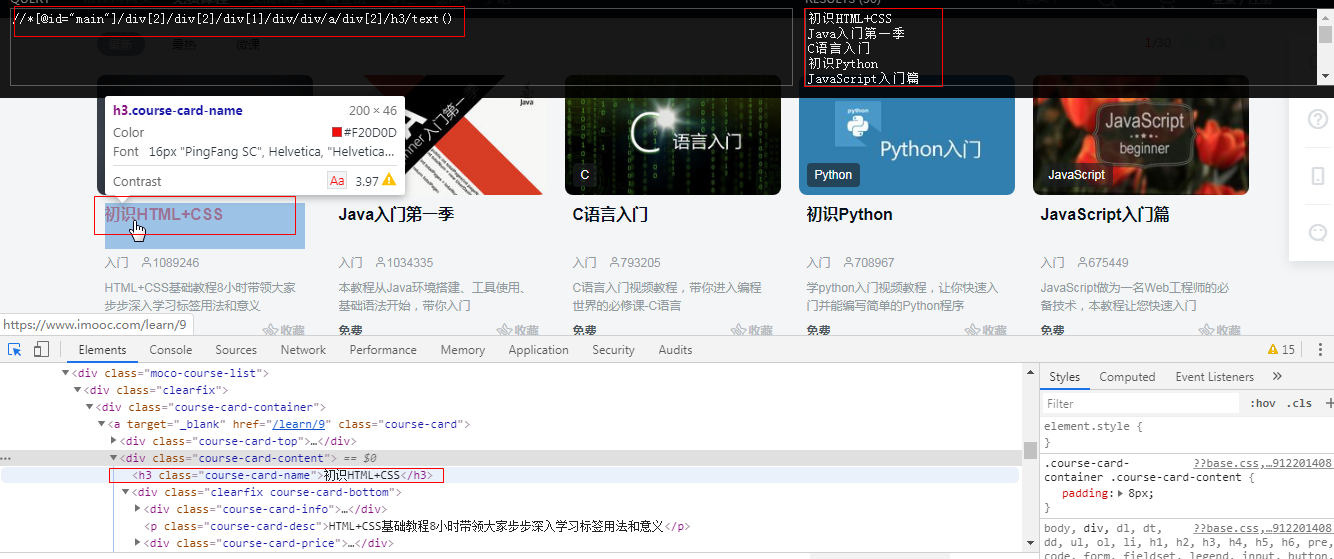 //*[@id="main"]/div[2]/div[2]/div[1]/div/div/a/div[2]/h3/text()
初识HTML+CSS
Java入门第一季
C语言入门
初识Python
JavaScript入门篇
1/30
h3.course-card-name 200 × 46
Color #F20D0D
Font 16px "PingFang SC", Helvetica, "Helvetica...
Contrast Aa 3.97
Java
C 语言入门
C
python
Python入门
Python
JavaScript
beginner
JavaScript
初识HTML+CSS
Java入门第一季
C语言入门
初识Python
JavaScript入门篇
入门 1089246
入门 1034335
入门 793205
入门 708967
入门 675449
HTML+CSS基础教程8小时带领大家
步步深入学习标签用法和意义
本教程从Java环境搭建、工具使用、
基础语法开始，带你入门
C语言入门视频教程，带你进入编程
世界的必修课-C语言
学python入门视频教程，让你快速入
门并能编写简单的Python程序
JavaScript做为一名Web工程师的必
备技术，本教程让您快速入门
收藏
免费 收藏
免费 收藏
免费 收藏
免费 收藏
https://www.imooc.com/learn/9
Elements Console Sources Network Performance Memory Application Security Audits 15
<div class="moco-course-list">
<div class="clearfix">
<div class="course-card-container">
<a target="_blank" href="/learn/9" class="course-card">
<div class="course-card-top">…</div>
<div class="course-card-content"> == $0
<h3 class="course-card-name">初识HTML+CSS</h3>
<div class="clearfix course-card-bottom">
<div class="course-card-info">…</div>
<p class="course-card-desc">HTML+CSS基础教程8小时带领大家步步深入学习标签用法和意义</p>
<div class="course-card-price">…</div>
Styles Computed Event Listeners »
Filter :hov .cls +
element.style {
}
.course-card- ??base.css,…912201408
container .course-card-content {
padding: 8px;
}
body, div, dl, dt, ??base.css,…912201408
dd, ul, ol, li, h1, h2, h3, h4, h5, h6, pre,
code, form, fieldset, legend, input, button,